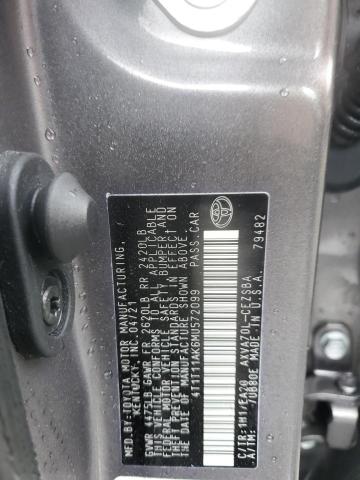 MFD.BY:TOYOTA MOTOR MANUFACTURING,
KENTUCKY, INC. 04/21
GVWR 4475LB GAWR FR 2620LB RR 2420LB
THIS VEHICLE CONFORMS TO ALL APPLICABLE
FEDERAL MOTOR VEHICLE SAFETY, BUMPER, AND
THEFT PREVENTION STANDARDS IN EFFECT ON
THE DATE OF MANUFACTURE SHOWN ABOVE.
4T1T11AK6MU572099 PASS.CAR
C/TR:1H1/EA20 AXVA70L-CEZSBA
A/TM: /UB80E MADE IN U.S.A. 79482